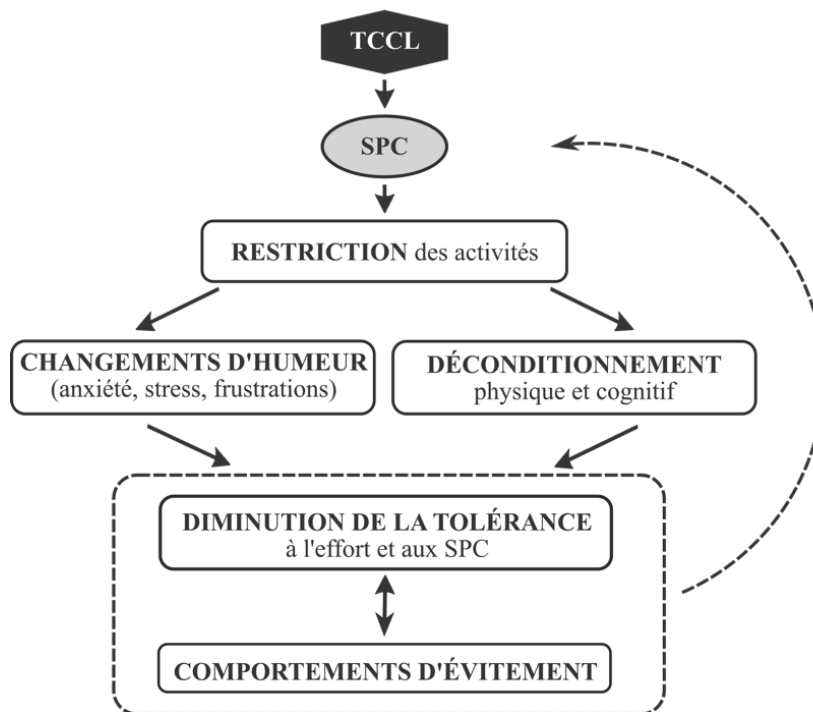 TCCL
SPC
RESTRICTION des activités
CHANGEMENTS D'HUMEUR
(anxiété, stress, frustrations)
DÉCONDITIONNEMENT
physique et cognitif
DIMINUTION DE LA TOLÉRANCE
à l'effort et aux SPC
COMPORTEMENTS D'ÉVITEMENT